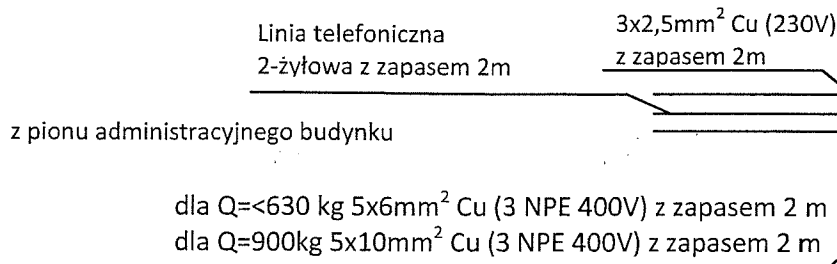 Linia telefoniczna
2-żyłowa z zapasem 2m
3x2,5mm² Cu (230V)
z zapasem 2m
z pionu administracyjnego budynku
dla Q=<630 kg 5x6mm² Cu (3 NPE 400V) z zapasem 2 m
dla Q=900kg 5x10mm² Cu (3 NPE 400V) z zapasem 2 m